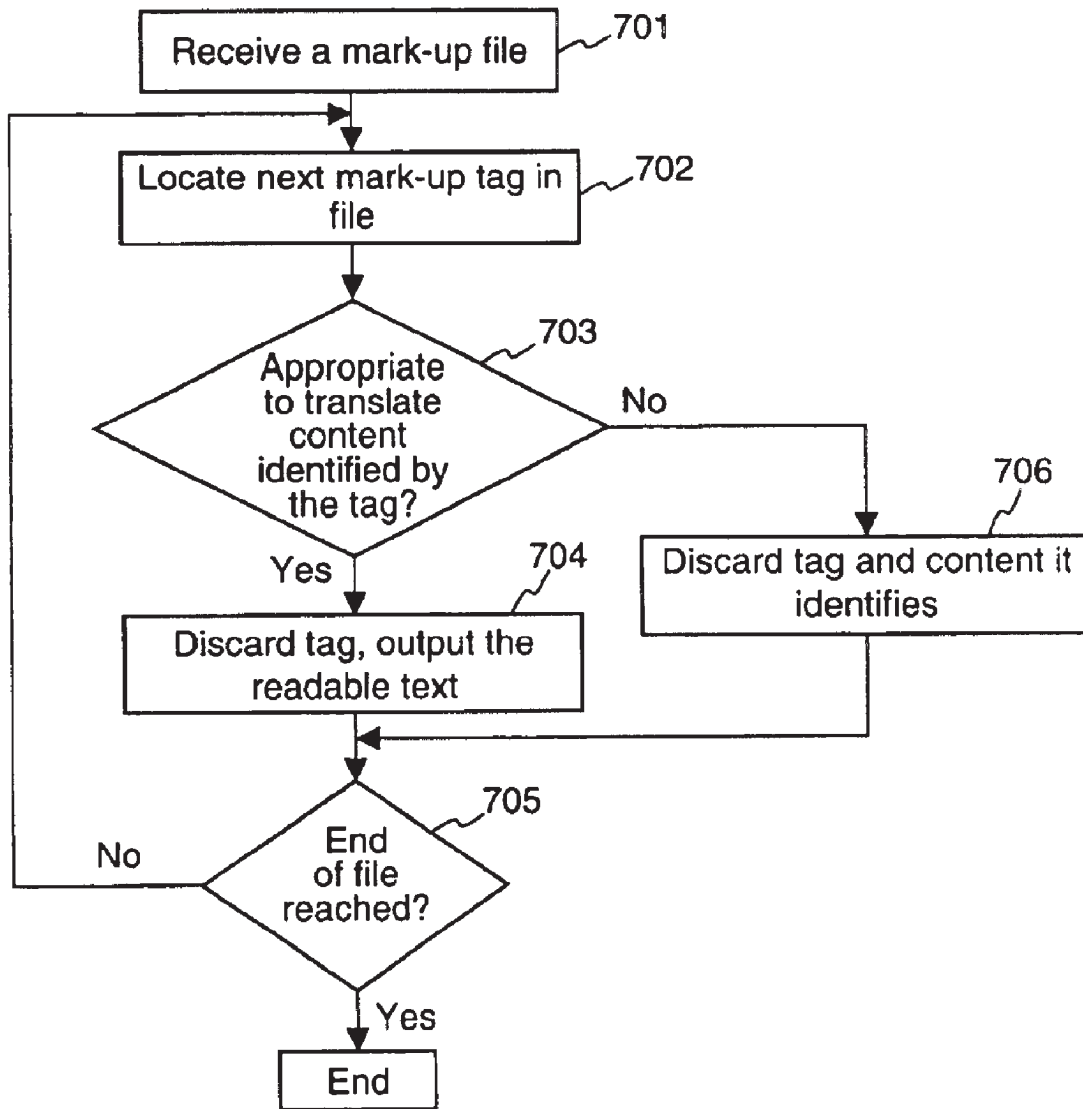 Receive a mark-up file
701
Locate next mark-up tag in
file
702
703
Appropriate
to translate
content
identified by
the tag?
No
Yes
704
Discard tag, output the
readable text
706
Discard tag and content it
identifies
705
End
of file
reached?
No
Yes
End